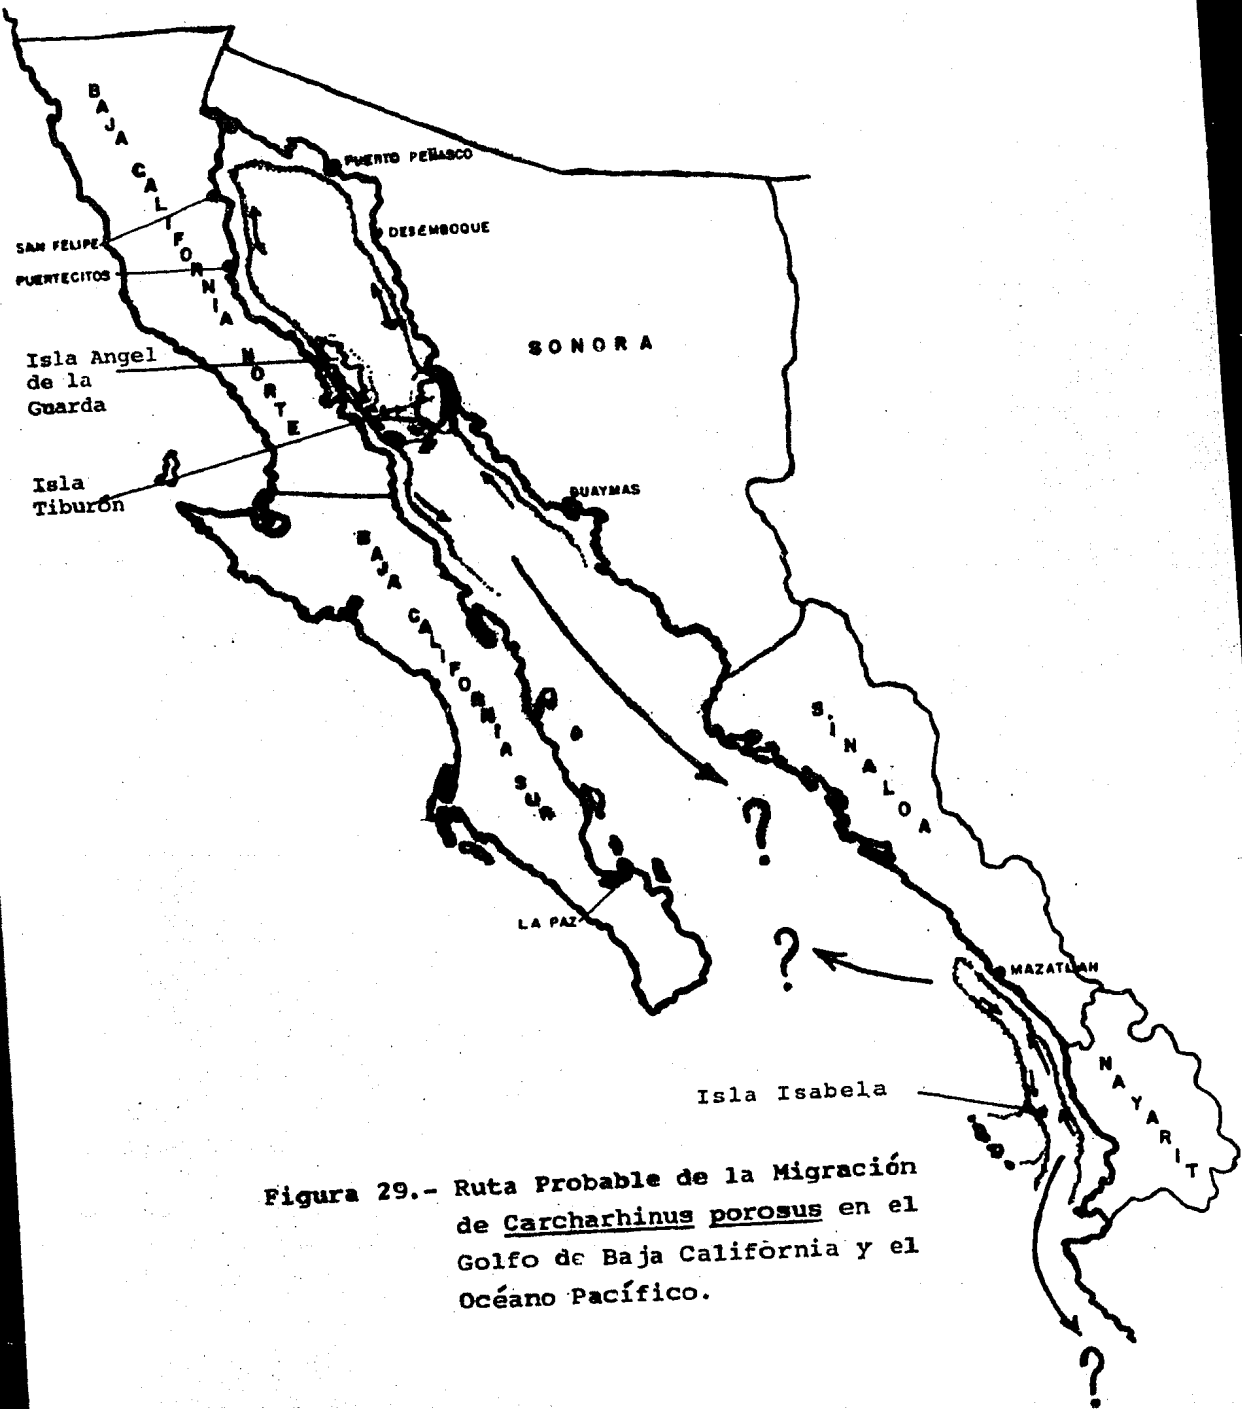 BAJA CALIFORNIA NORTE
PUERTO PEÑASCO
DESEMBOQUE
SAN FELIPE
PUERTECITOS
SONORA
Isla Angel
de la
Guarda
Isla
Tiburón
GUAYMAS
BAJA CALIFORNIA SUR
SINALOA
?
LA PAZ
?
MAZATLAN
NAYARIT
Isla Isabela
Figura 29.- Ruta Probable de la Migración
de Carcharhinus porosus en el
Golfo de Baja California y el
Océano Pacífico.
?